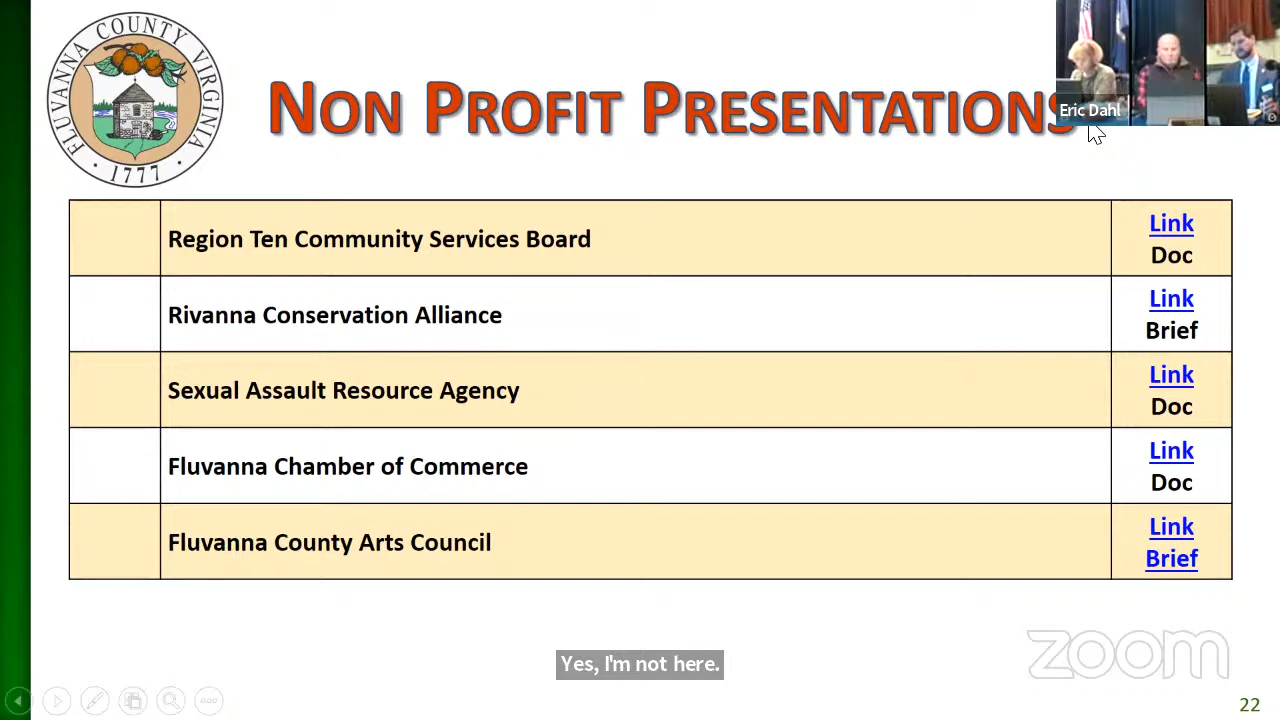 FLUVANNA COUNTY VIRGINIA
1777
NON PROFIT PRESENTATIONS
Eric Dahl
Region Ten Community Services Board
Link
Doc
Rivanna Conservation Alliance
Link
Brief
Sexual Assault Resource Agency
Link
Doc
Fluvanna Chamber of Commerce
Link
Doc
Fluvanna County Arts Council
Link
Brief
Yes, I'm not here.
zoom
22